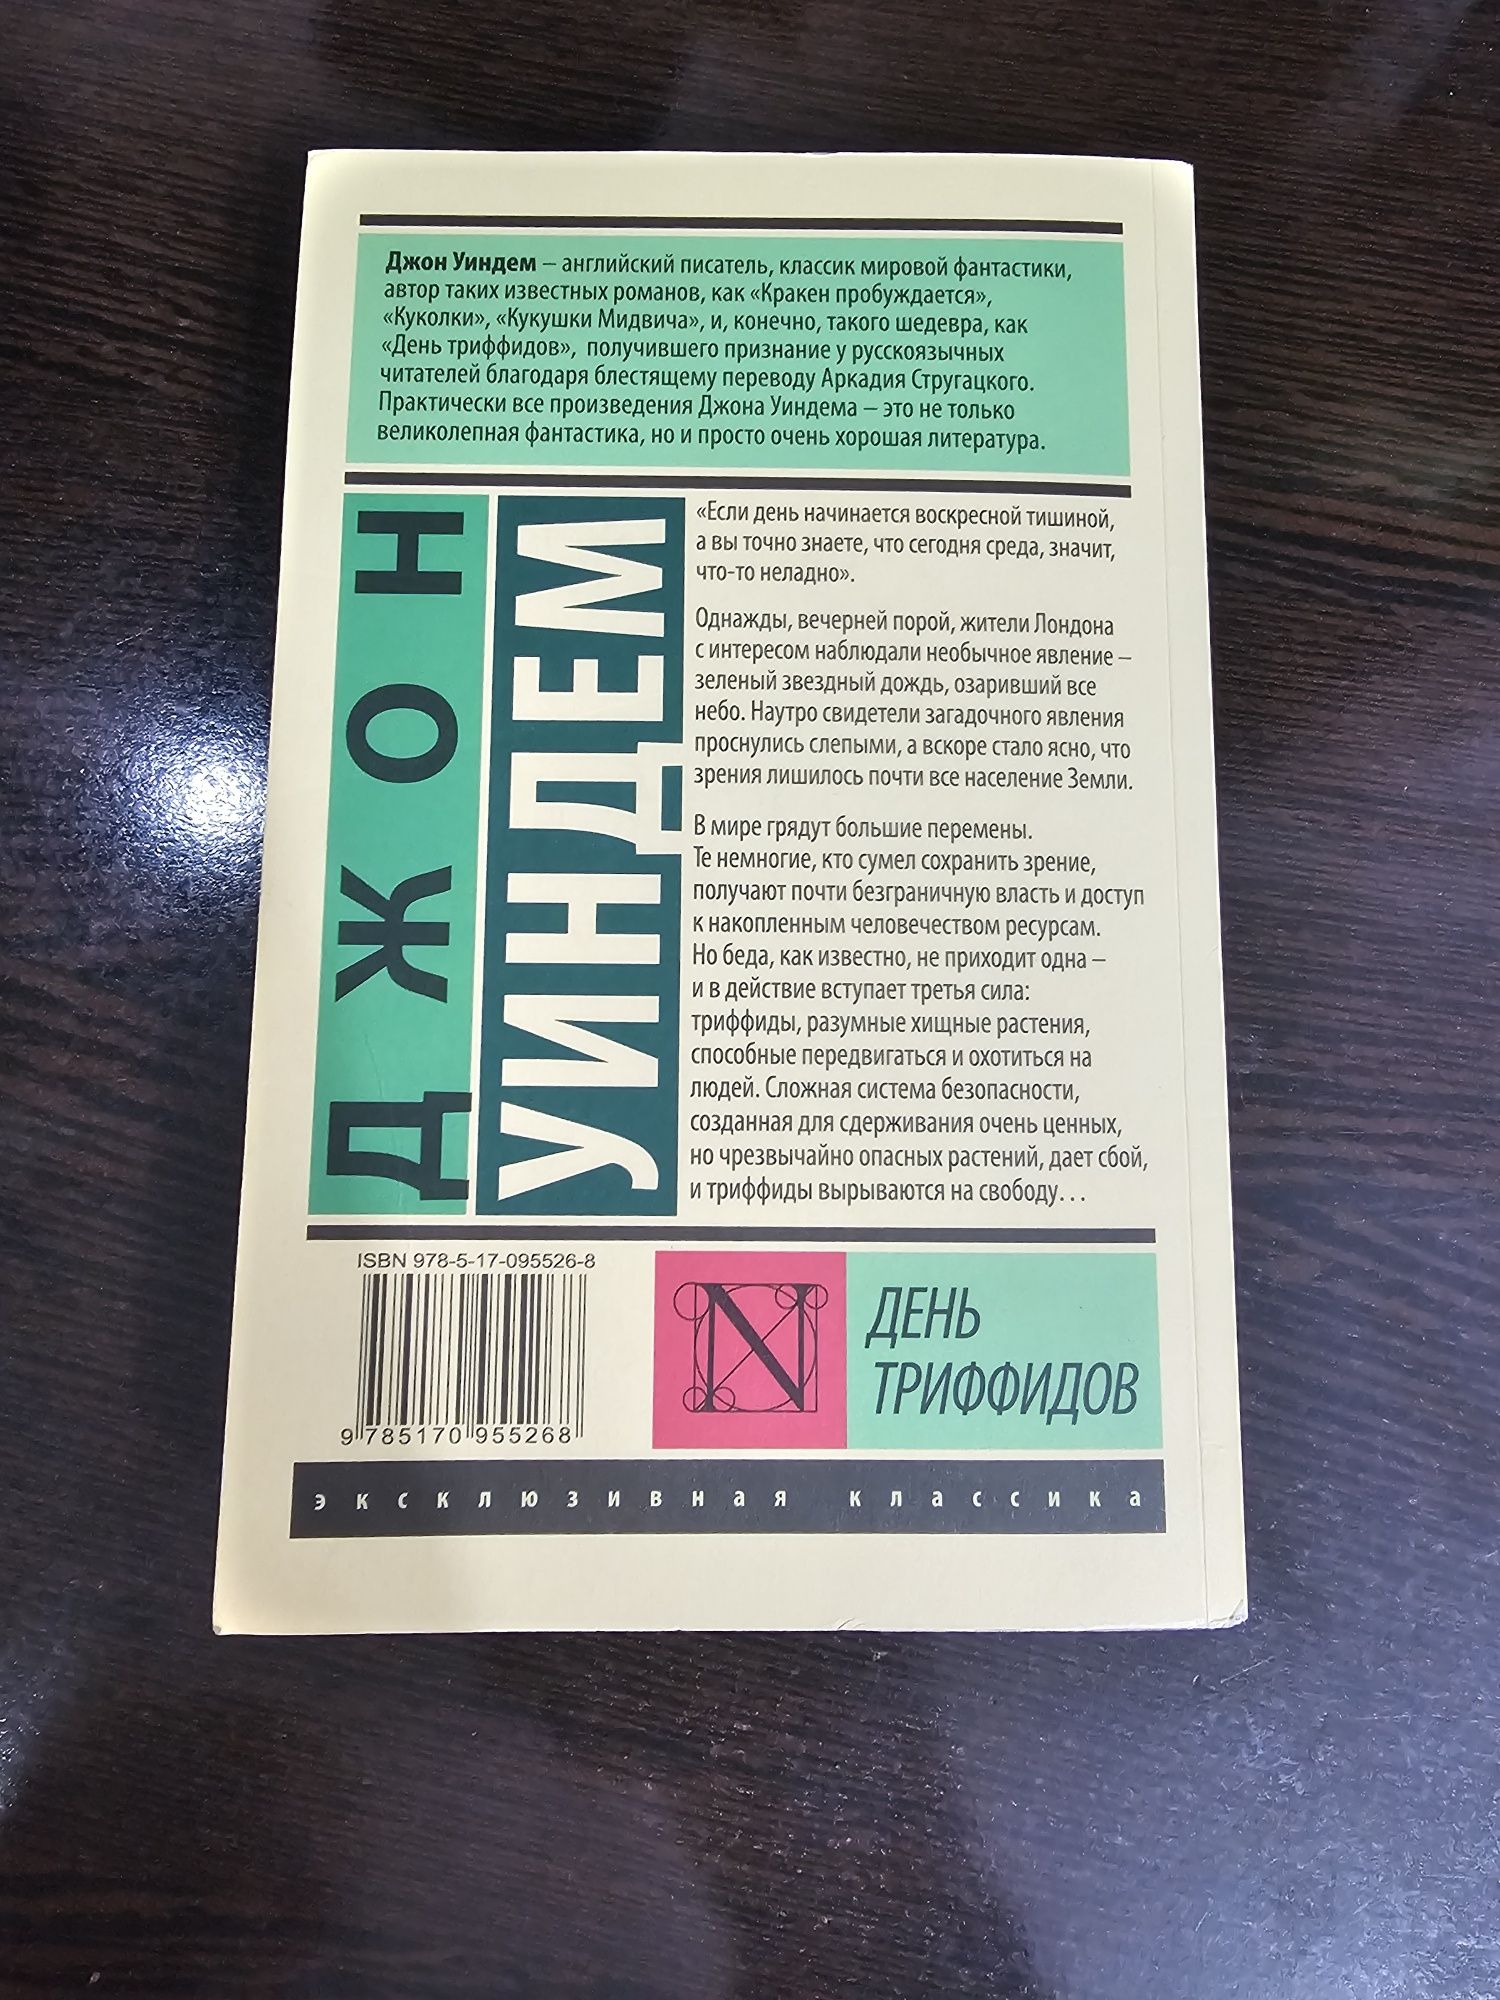 Джон Уиндем – английский писатель, классик мировой фантастики,
автор таких известных романов, как «Кракен пробуждается»,
«Куколки», «Кукушки Мидвича», и, конечно, такого шедевра, как
«День триффидов», получившего признание у русскоязычных
читателей благодаря блестящему переводу Аркадия Стругацкого.
Практически все произведения Джона Уиндема – это не только
великолепная фантастика, но и просто очень хорошая литература.
ДЖОН
УИНДЕМ
«Если день начинается воскресной тишиной,
а вы точно знаете, что сегодня среда, значит,
что-то неладно».
Однажды, вечерней порой, жители Лондона
с интересом наблюдали необычное явление –
зеленый звездный дождь, озаривший все
небо. Наутро свидетели загадочного явления
проснулись слепыми, а вскоре стало ясно, что
зрения лишилось почти все население Земли.
В мире грядут большие перемены.
Те немногие, кто сумел сохранить зрение,
получают почти безграничную власть и доступ
к накопленным человечеством ресурсам.
Но беда, как известно, не приходит одна –
и в действие вступает третья сила:
триффиды, разумные хищные растения,
способные передвигаться и охотиться на
людей. Сложная система безопасности,
созданная для сдерживания очень ценных,
но чрезвычайно опасных растений, дает сбой,
и триффиды вырываются на свободу…
ISBN 978-5-17-095526-8
9 785170 955268
N
ДЕНЬ
ТРИФФИДОВ
эксклюзивная классика